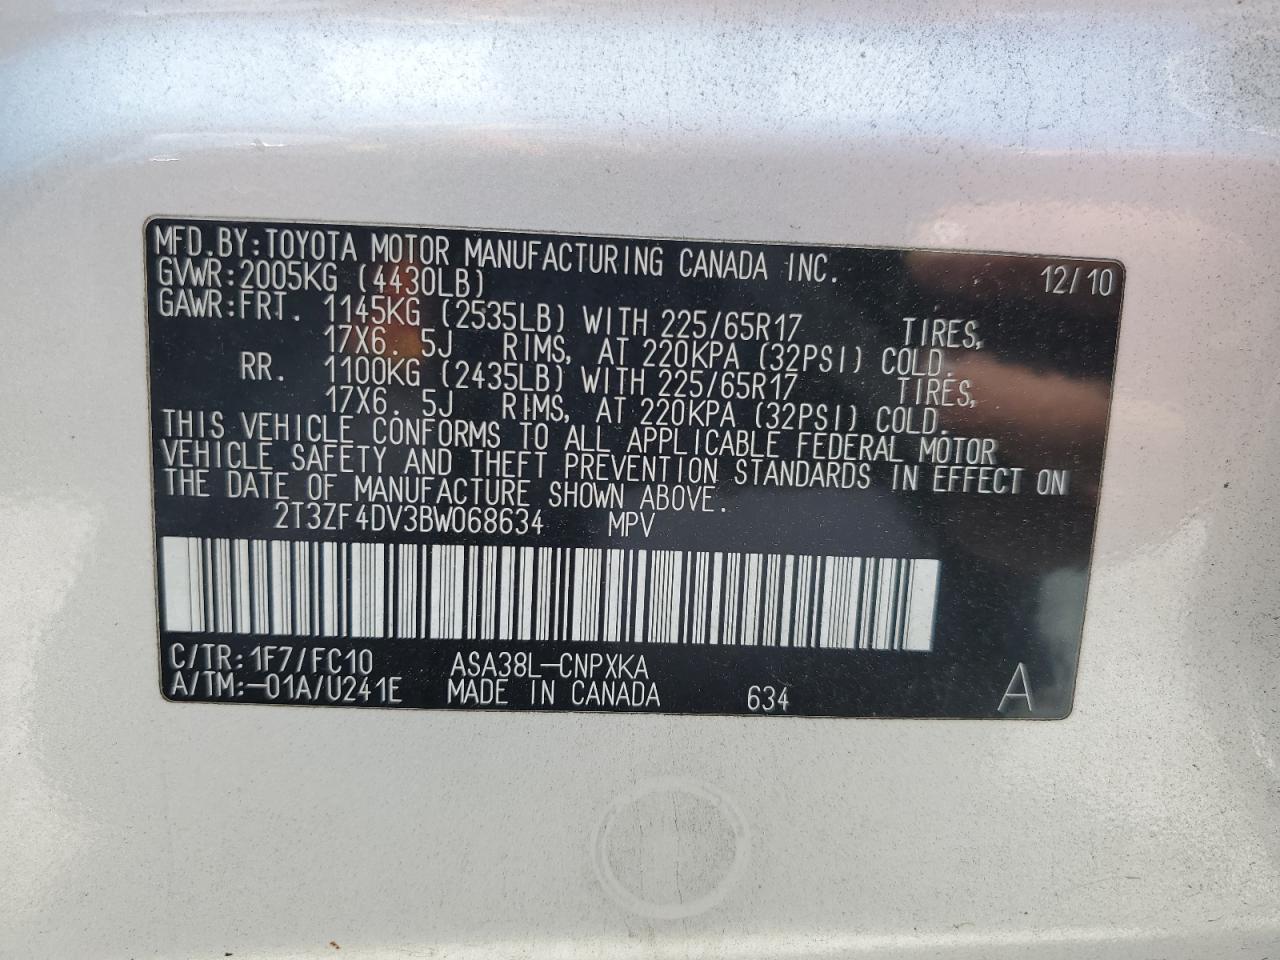 MFD.BY:TOYOTA MOTOR MANUFACTURING CANADA INC. 12/10
GVWR:2005KG (4430LB)
GAWR:FRT. 1145KG (2535LB) WITH 225/65R17 TIRES,
17X6. 5J RIMS, AT 220KPA (32PSI) COLD.
RR. 1100KG (2435LB) WITH 225/65R17 TIRES,
17X6. 5J RIMS, AT 220KPA (32PSI) COLD.
THIS VEHICLE CONFORMS TO ALL APPLICABLE FEDERAL MOTOR
VEHICLE SAFETY AND THEFT PREVENTION STANDARDS IN EFFECT ON
THE DATE OF MANUFACTURE SHOWN ABOVE.
2T3ZF4DV3BW068634 MPV
C/TR:1F7/FC10 ASA38L-CNPXKA
A/TM:-01A/U241E MADE IN CANADA 634 A